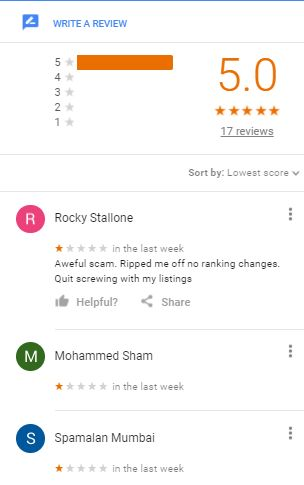 WRITE A REVIEW
5
4
3
2
1
5.0
17 reviews
Sort by: Lowest score
R Rocky Stallone
in the last week
Aweful scam. Ripped me off no ranking changes.
Quit screwing with my listings
Helpful? Share
M Mohammed Sham
in the last week
S Spamalan Mumbai
in the last week